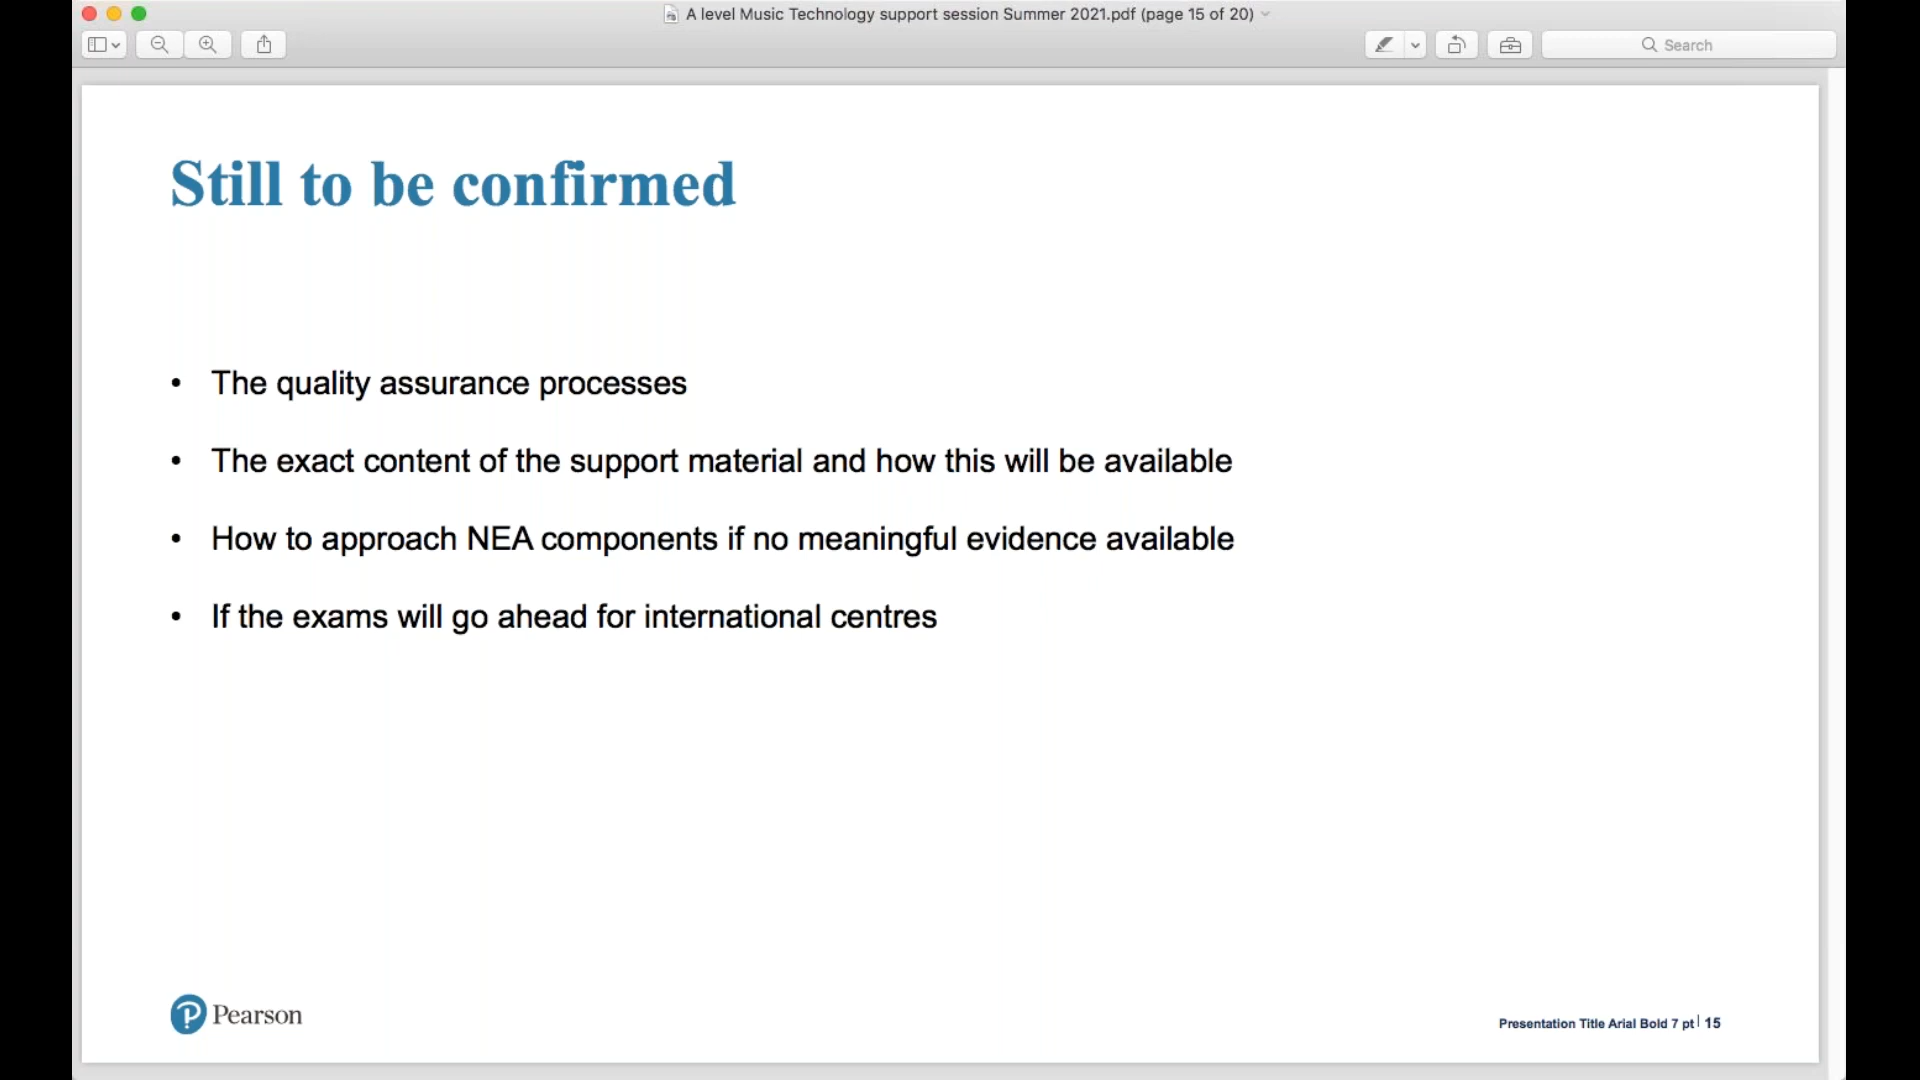 A level Music Technology support session Summer 2021.pdf (page 15 of 20)
Search
Still to be confirmed
• The quality assurance processes
• The exact content of the support material and how this will be available
• How to approach NEA components if no meaningful evidence available
• If the exams will go ahead for international centres
Pearson
Presentation Title Arial Bold 7 pt | 15